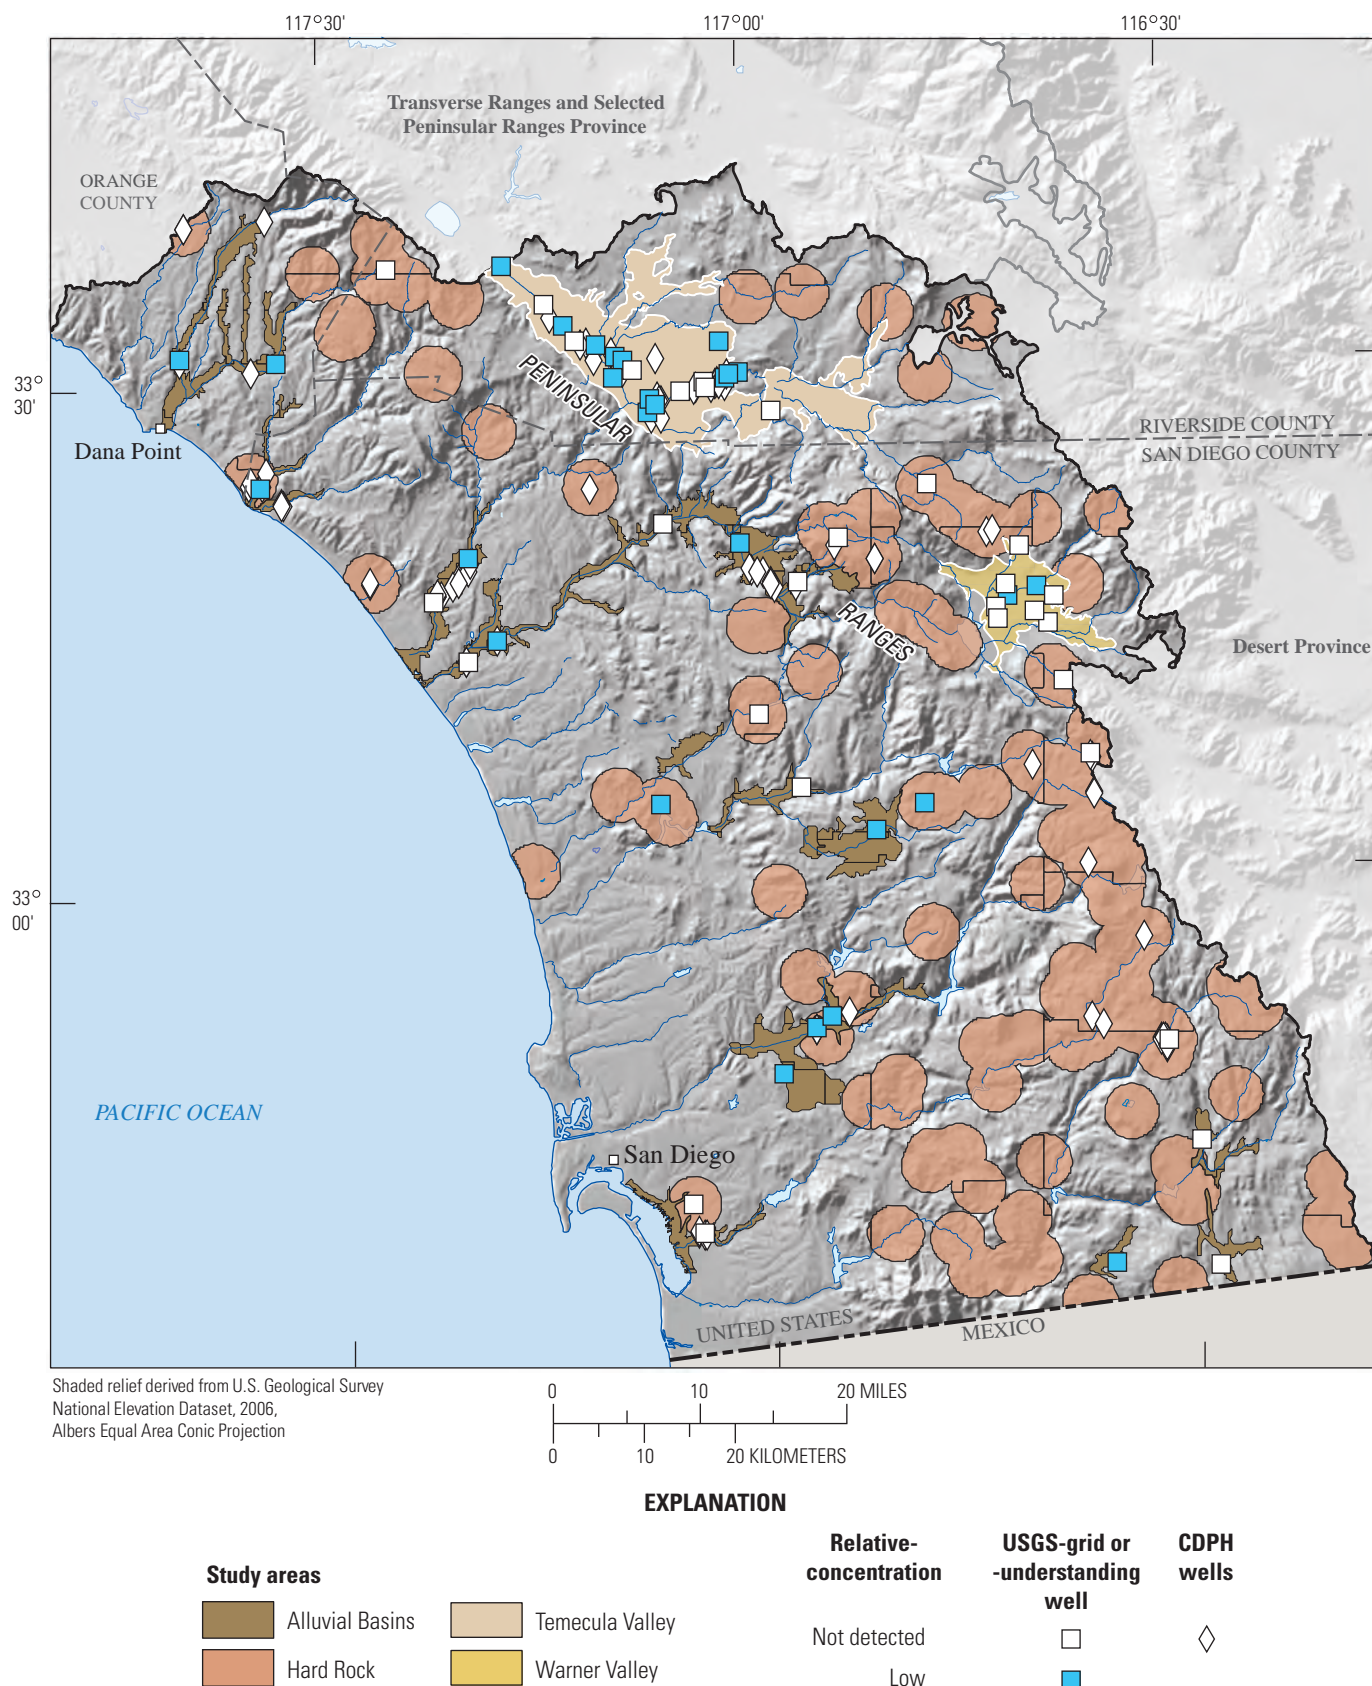 117°30'
117°00'
116°30'
Transverse Ranges and Selected
Peninsular Ranges Province
ORANGE
COUNTY
33°
30'
PENINSULAR
Dana Point
RIVERSIDE COUNTY
SAN DIEGO COUNTY
RANGES
Desert Province
33°
00'
PACIFIC OCEAN
San Diego
UNITED STATES
MEXICO
Shaded relief derived from U.S. Geological Survey
National Elevation Dataset, 2006,
Albers Equal Area Conic Projection
0 10 20 MILES
0 10 20 KILOMETERS
EXPLANATION
Study areas
Alluvial Basins
Temecula Valley
Hard Rock
Warner Valley
Relative-
concentration
USGS-grid or
-understanding
well
CDPH
wells
Not detected
Low